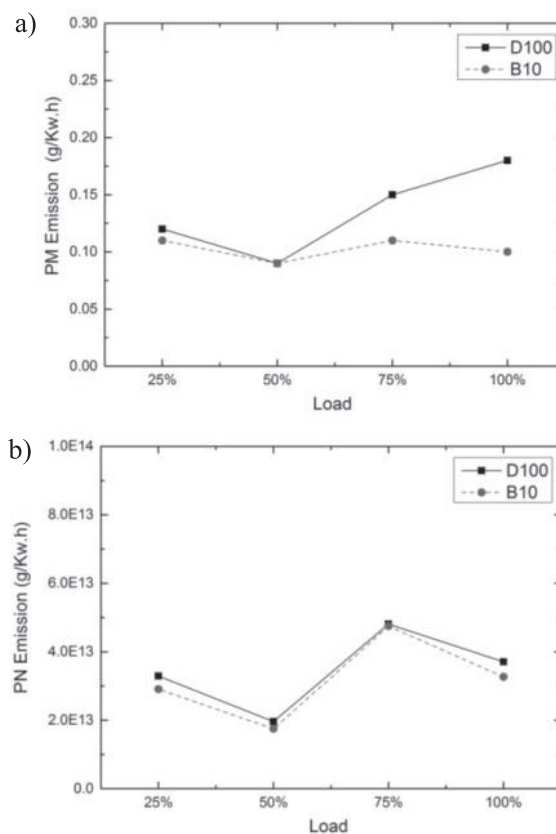 a)
0.30
0.25
0.20
0.15
0.10
0.05
0.00
PM Emission (g/Kw.h)
D100
B10
25% 50% 75% 100%
Load
b)
1.0E14
8.0E13
6.0E13
4.0E13
2.0E13
0.0
PN Emission (g/Kw.h)
D100
B10
25% 50% 75% 100%
Load